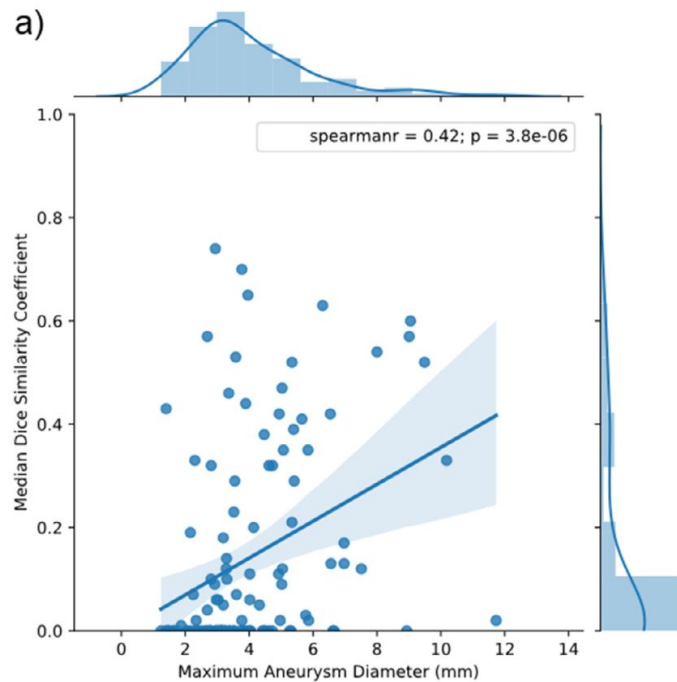 a)
spearmanr = 0.42; p = 3.8e-06
1.0
0.8
0.6
0.4
0.2
0.0
Median Dice Similarity Coefficient
0 2 4 6 8 10 12 14
Maximum Aneurysm Diameter (mm)